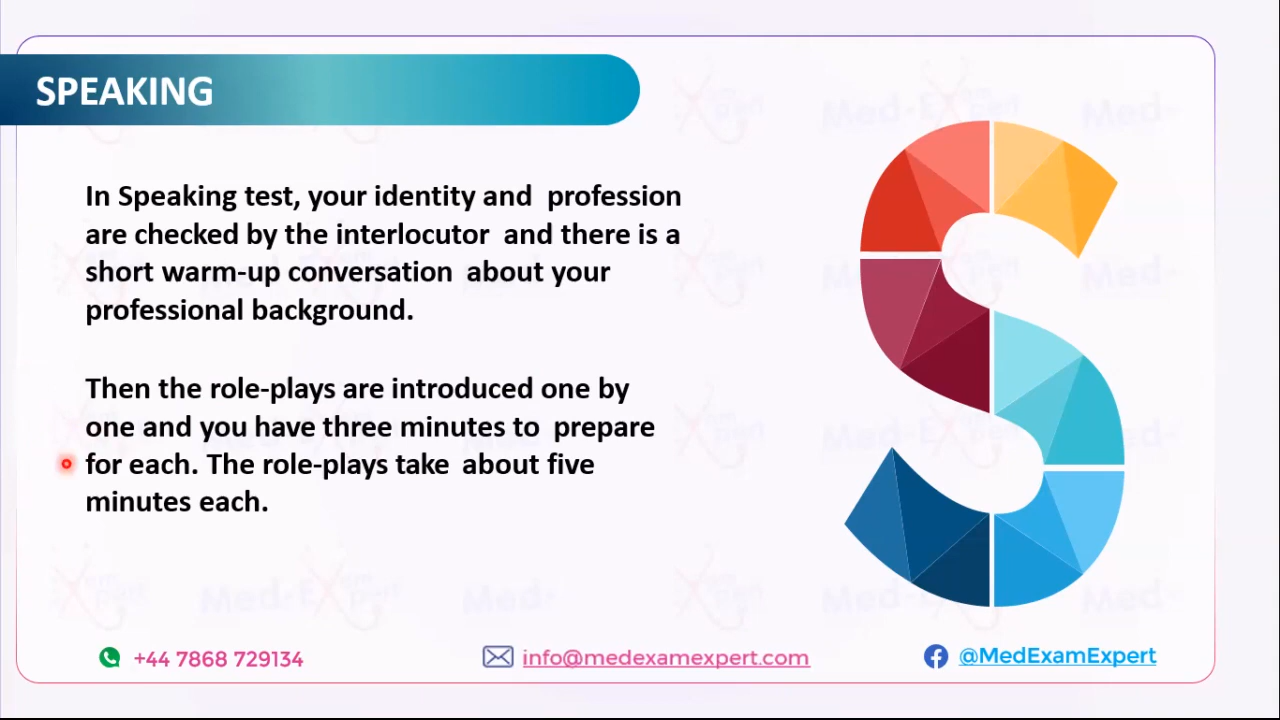 SPEAKING
In Speaking test, your identity and profession
are checked by the interlocutor and there is a
short warm-up conversation about your
professional background.
Then the role-plays are introduced one by
one and you have three minutes to prepare
for each. The role-plays take about five
minutes each.
+44 7868 729134
info@medexamexpert.com
@MedExamExpert